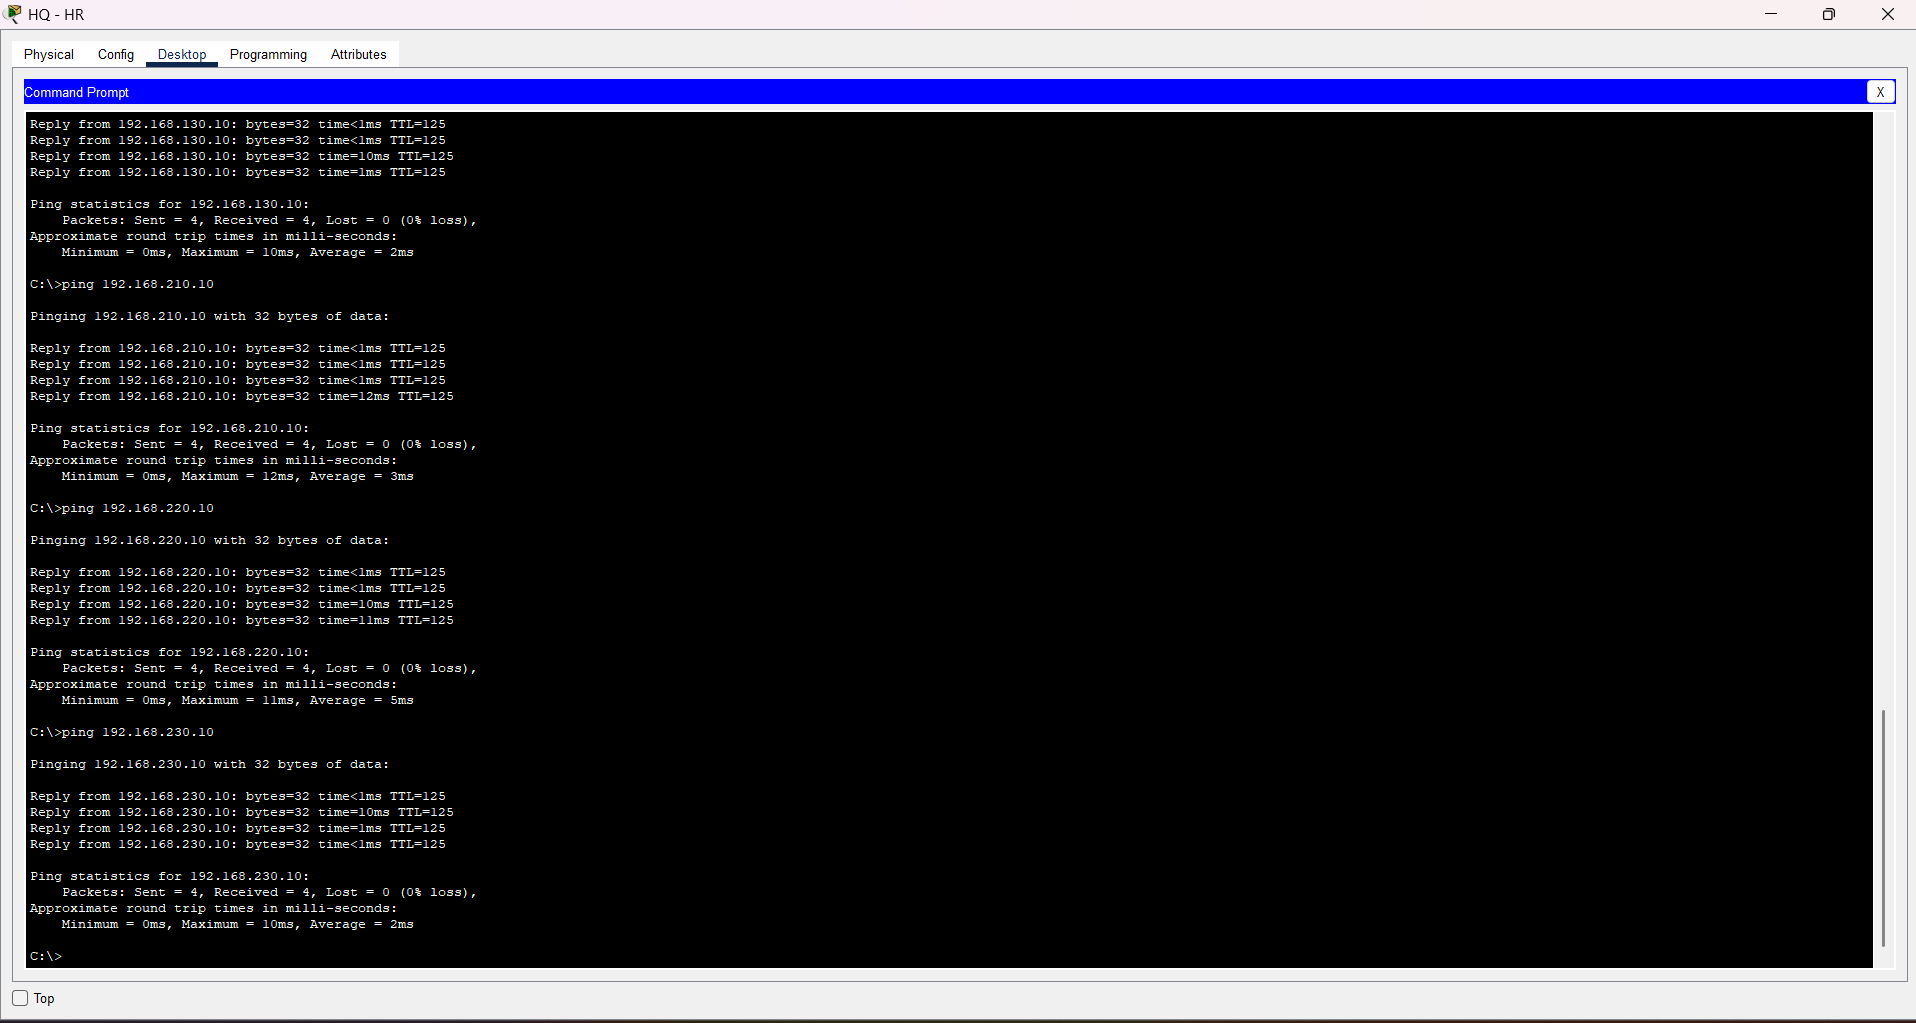 HQ - HR
Physical Config Desktop Programming Attributes
Command Prompt X
Reply from 192.168.130.10: bytes=32 time<1ms TTL=125
Reply from 192.168.130.10: bytes=32 time<1ms TTL=125
Reply from 192.168.130.10: bytes=32 time=10ms TTL=125
Reply from 192.168.130.10: bytes=32 time=1ms TTL=125
Ping statistics for 192.168.130.10:
Packets: Sent = 4, Received = 4, Lost = 0 (0% loss),
Approximate round trip times in milli-seconds:
Minimum = 0ms, Maximum = 10ms, Average = 2ms
C:\>ping 192.168.210.10
Pinging 192.168.210.10 with 32 bytes of data:
Reply from 192.168.210.10: bytes=32 time<1ms TTL=125
Reply from 192.168.210.10: bytes=32 time<1ms TTL=125
Reply from 192.168.210.10: bytes=32 time<1ms TTL=125
Reply from 192.168.210.10: bytes=32 time=12ms TTL=125
Ping statistics for 192.168.210.10:
Packets: Sent = 4, Received = 4, Lost = 0 (0% loss),
Approximate round trip times in milli-seconds:
Minimum = 0ms, Maximum = 12ms, Average = 3ms
C:\>ping 192.168.220.10
Pinging 192.168.220.10 with 32 bytes of data:
Reply from 192.168.220.10: bytes=32 time<1ms TTL=125
Reply from 192.168.220.10: bytes=32 time<1ms TTL=125
Reply from 192.168.220.10: bytes=32 time=10ms TTL=125
Reply from 192.168.220.10: bytes=32 time=11ms TTL=125
Ping statistics for 192.168.220.10:
Packets: Sent = 4, Received = 4, Lost = 0 (0% loss),
Approximate round trip times in milli-seconds:
Minimum = 0ms, Maximum = 11ms, Average = 5ms
C:\>ping 192.168.230.10
Pinging 192.168.230.10 with 32 bytes of data:
Reply from 192.168.230.10: bytes=32 time<1ms TTL=125
Reply from 192.168.230.10: bytes=32 time=10ms TTL=125
Reply from 192.168.230.10: bytes=32 time=1ms TTL=125
Reply from 192.168.230.10: bytes=32 time<1ms TTL=125
Ping statistics for 192.168.230.10:
Packets: Sent = 4, Received = 4, Lost = 0 (0% loss),
Approximate round trip times in milli-seconds:
Minimum = 0ms, Maximum = 10ms, Average = 2ms
C:\>
Top